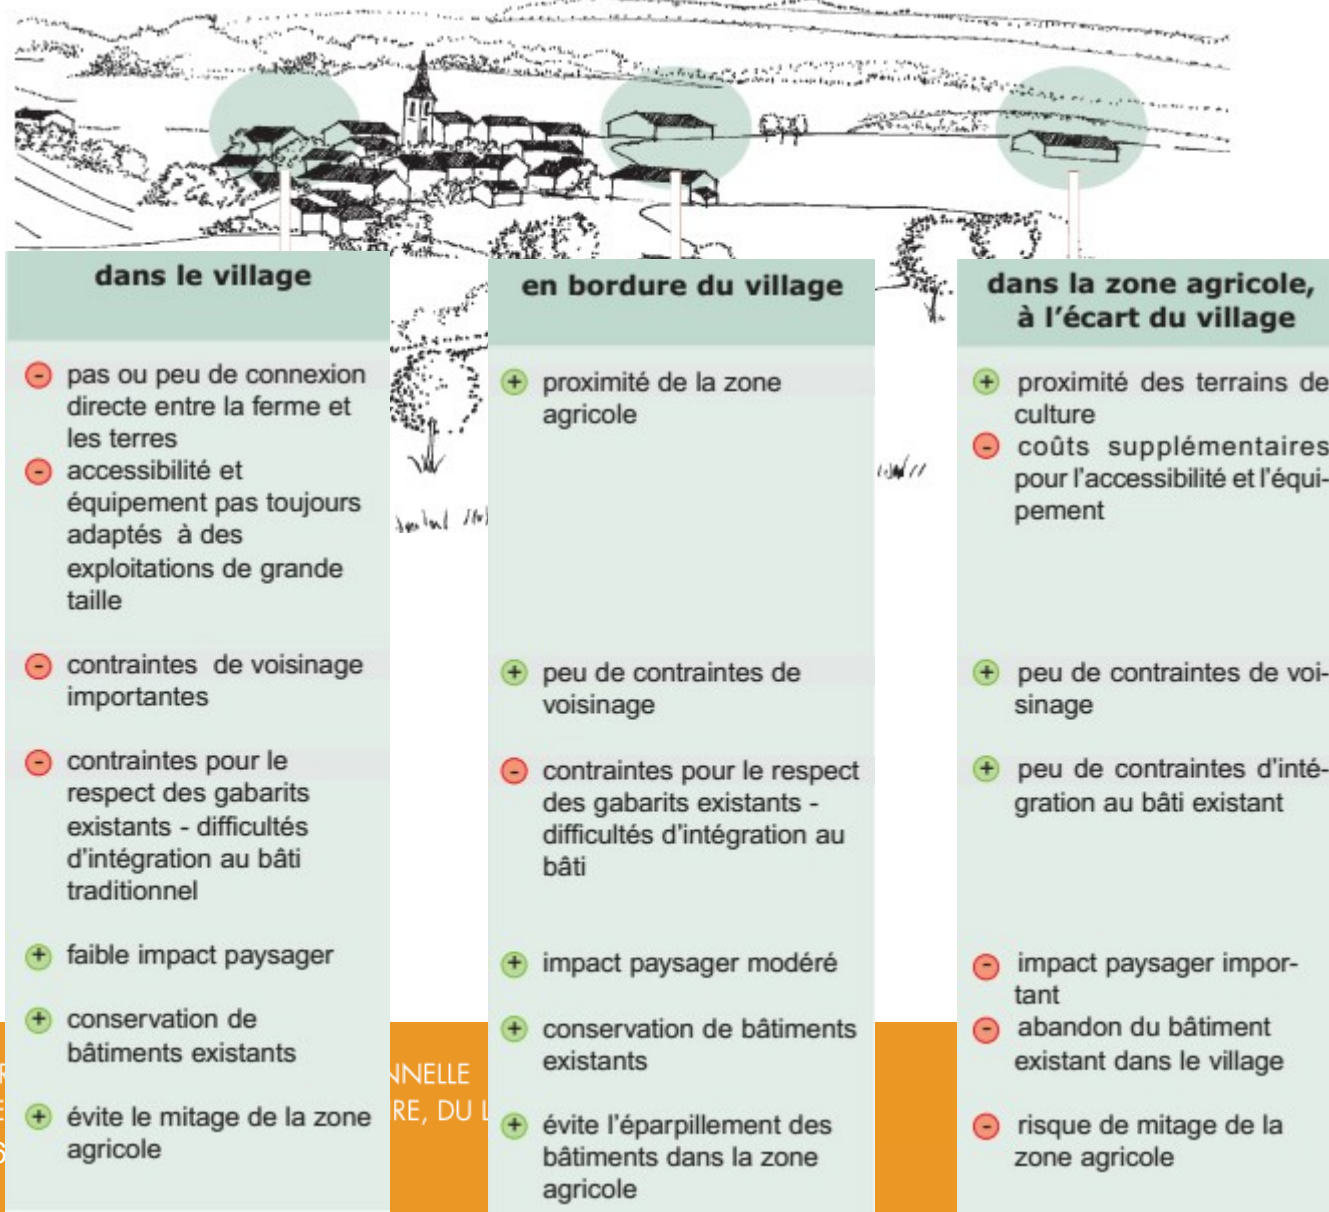 dans le village
pas ou peu de connexion
directe entre la ferme et
les terres
accessibilité et
équipement pas toujours
adaptés à des
exploitations de grande
taille
contraintes de voisinage
importantes
contraintes pour le
respect des gabarits
existants - difficultés
d'intégration au bâti
traditionnel
faible impact paysager
conservation de
bâtiments existants
évite le mitage de la zone
agricole
en bordure du village
proximité de la zone
agricole
peu de contraintes de
voisinage
contraintes pour le respect
des gabarits existants -
difficultés d'intégration au
bâti
impact paysager modéré
conservation de bâtiments
existants
évite l'éparpillement des
bâtiments dans la zone
agricole
dans la zone agricole,
à l'écart du village
proximité des terrains de
culture
coûts supplémentaires
pour l'accessibilité et l'équi-
pement
peu de contraintes de voi-
sinage
peu de contraintes d'inté-
gration au bâti existant
impact paysager impor-
tant
abandon du bâtiment
existant dans le village
risque de mitage de la
zone agricole
NNELLE
RE, DU L